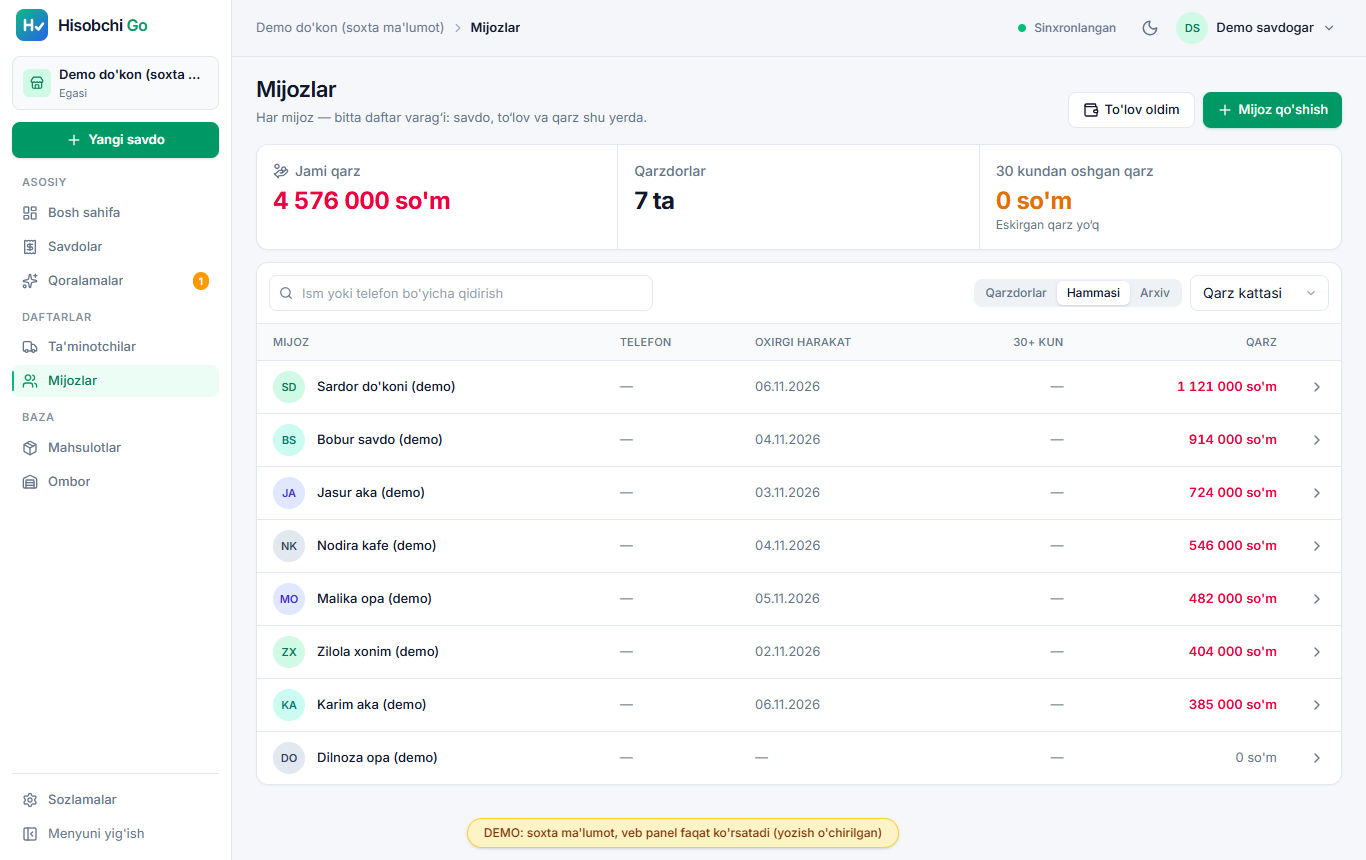 Hisobchi Go
Demo do'kon (soxta ...
Egasi
+ Yangi savdo
ASOSIY
Bosh sahifa
Savdolar
Qoralamalar 1
DAFTARLAR
Ta'minotchilar
Mijozlar
BAZA
Mahsulotlar
Ombor
Sozlamalar
Menyuni yig'ish
Demo do'kon (soxta ma'lumot) > Mijozlar
Sinxronlangan
DS Demo savdogar
Mijozlar
Har mijoz — bitta daftar varag‘i: savdo, to‘lov va qarz shu yerda.
To'lov oldim
+ Mijoz qo'shish
Jami qarz
4 576 000 so'm
Qarzdorlar
7 ta
30 kundan oshgan qarz
0 so'm
Eskirgan qarz yo‘q
Ism yoki telefon bo'yicha qidirish
Qarzdorlar Hammasi Arxiv
Qarz kattasi
MIJOZ TELEFON OXIRGI HARAKAT 30+ KUN QARZ
SD Sardor do'koni (demo) — 06.11.2026 — 1 121 000 so'm
BS Bobur savdo (demo) — 04.11.2026 — 914 000 so'm
JA Jasur aka (demo) — 03.11.2026 — 724 000 so'm
NK Nodira kafe (demo) — 04.11.2026 — 546 000 so'm
MO Malika opa (demo) — 05.11.2026 — 482 000 so'm
ZX Zilola xonim (demo) — 02.11.2026 — 404 000 so'm
KA Karim aka (demo) — 06.11.2026 — 385 000 so'm
DO Dilnoza opa (demo) — — — 0 so'm
DEMO: soxta ma'lumot, veb panel faqat ko'rsatadi (yozish o'chirilgan)